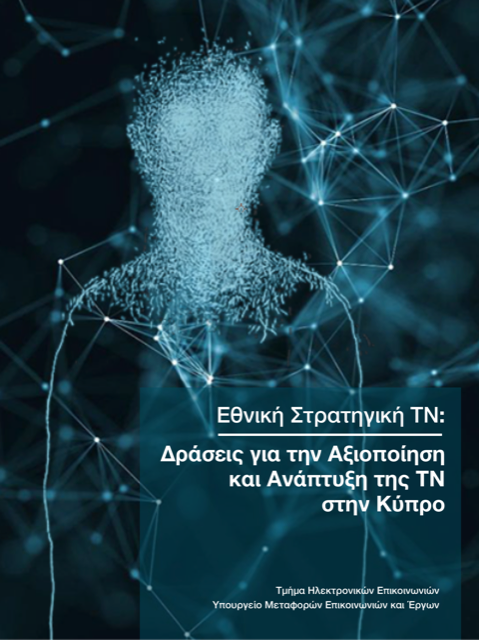 Εθνική Στρατηγική ΤΝ:
Δράσεις για την Αξιοποίηση
και Ανάπτυξη της ΤΝ
στην Κύπρο
Τμήμα Ηλεκτρονικών Επικοινωνιών
Υπουργείο Μεταφορών Επικοινωνιών και Έργων